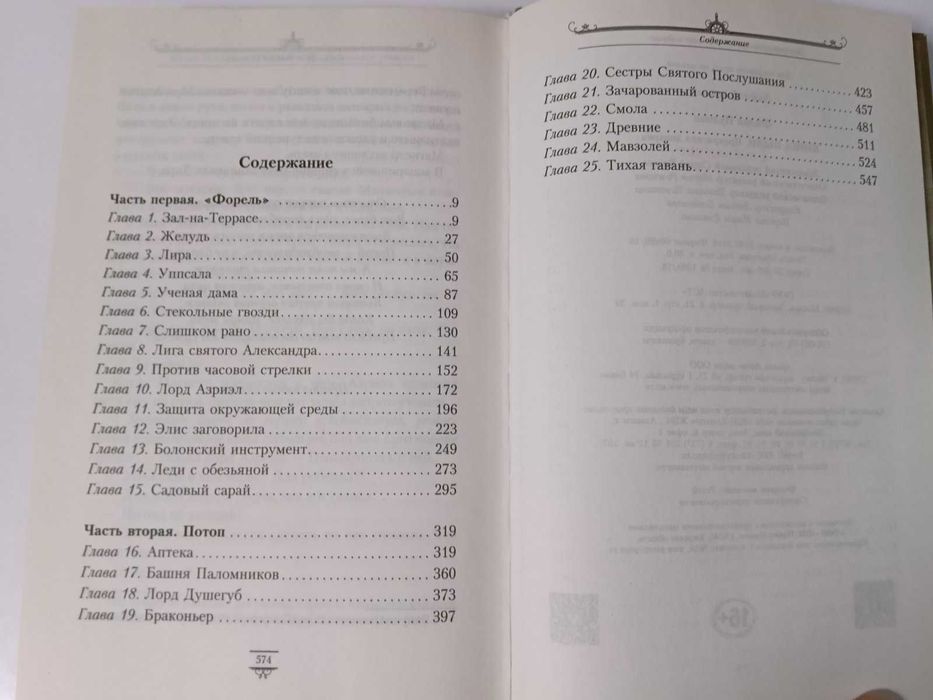 Содержание
Часть первая. «Форель» ........................ 9
Глава 1. Зал-на-Террасе........................ 9
Глава 2. Желудь ........................ 27
Глава 3. Лира........................ 50
Глава 4. Уппсала ........................ 65
Глава 5. Ученая дама ........................ 87
Глава 6. Стекольные гвозди........................ 109
Глава 7. Слишком рано ........................ 130
Глава 8. Лига святого Александра........................ 141
Глава 9. Против часовой стрелки ........................ 152
Глава 10. Лорд Азриэл ........................ 172
Глава 11. Защита окружающей среды ........................ 196
Глава 12. Элис заговорила ........................ 223
Глава 13. Болонский инструмент........................ 249
Глава 14. Леди с обезьяной ........................ 273
Глава 15. Садовый сарай........................ 295
Часть вторая. Потоп ........................ 319
Глава 16. Аптека........................ 319
Глава 17. Башня Паломников........................ 360
Глава 18. Лорд Душегуб ........................ 373
Глава 19. Браконьер ........................ 397
574
Содержание
Глава 20. Сестры Святого Послушания ........................ 423
Глава 21. Зачарованный остров ........................ 457
Глава 22. Смола ........................ 481
Глава 23. Древние ........................ 511
Глава 24. Мавзолей ........................ 524
Глава 25. Тихая гавань........................ 547